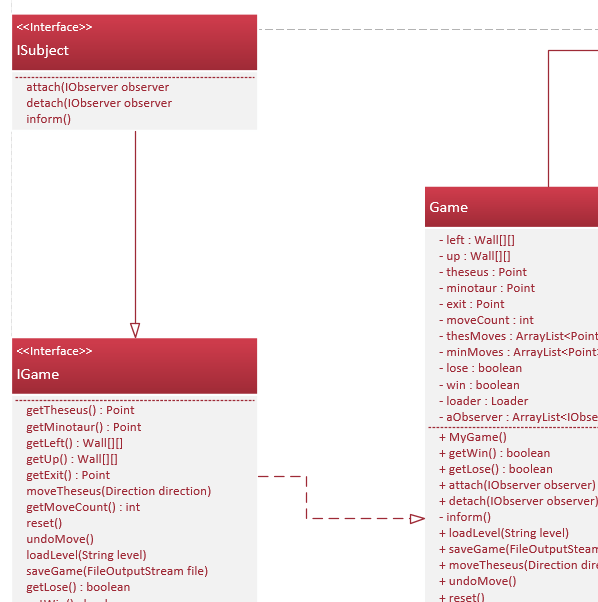 <<Interface>>
ISubject
attach(IObserver observer
detach(IObserver observer
inform()
<<Interface>>
IGame
getTheseus() : Point
getMinotaur() : Point
getLeft() : Wall[][]
getUp() : Wall[][]
getExit() : Point
moveTheseus(Direction direction)
getMoveCount() : int
reset()
undoMove()
loadLevel(String level)
saveGame(FileOutputStream file)
getLose() : boolean
Game
- left : Wall[][]
- up : Wall[][]
- theseus : Point
- minotaur : Point
- exit : Point
- moveCount : int
- thesMoves : ArrayList<Point
- minMoves : ArrayList<Point
- lose : boolean
- win : boolean
- loader : Loader
- aObserver : ArrayList<IObse
+ MyGame()
+ getWin() : boolean
+ getLose() : boolean
+ attach(IObserver observer)
+ detach(IObserver observer)
- inform()
+ loadLevel(String level)
+ saveGame(FileOutputSteam
+ moveTheseus(Direction dire
+ undoMove()
+ reset()